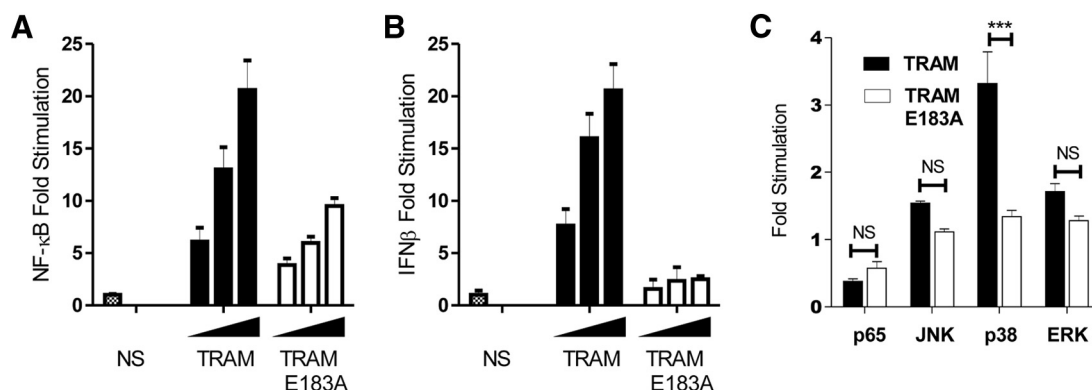 A
NF-κB Fold Stimulation
25
20
15
10
5
0
NS
TRAM
TRAM
E183A
B
IFNβ Fold Stimulation
25
20
15
10
5
0
NS
TRAM
TRAM
E183A
C
Fold Stimulation
4
3
2
1
0
TRAM
TRAM
E183A
NS
NS
***
NS
p65
JNK
p38
ERK